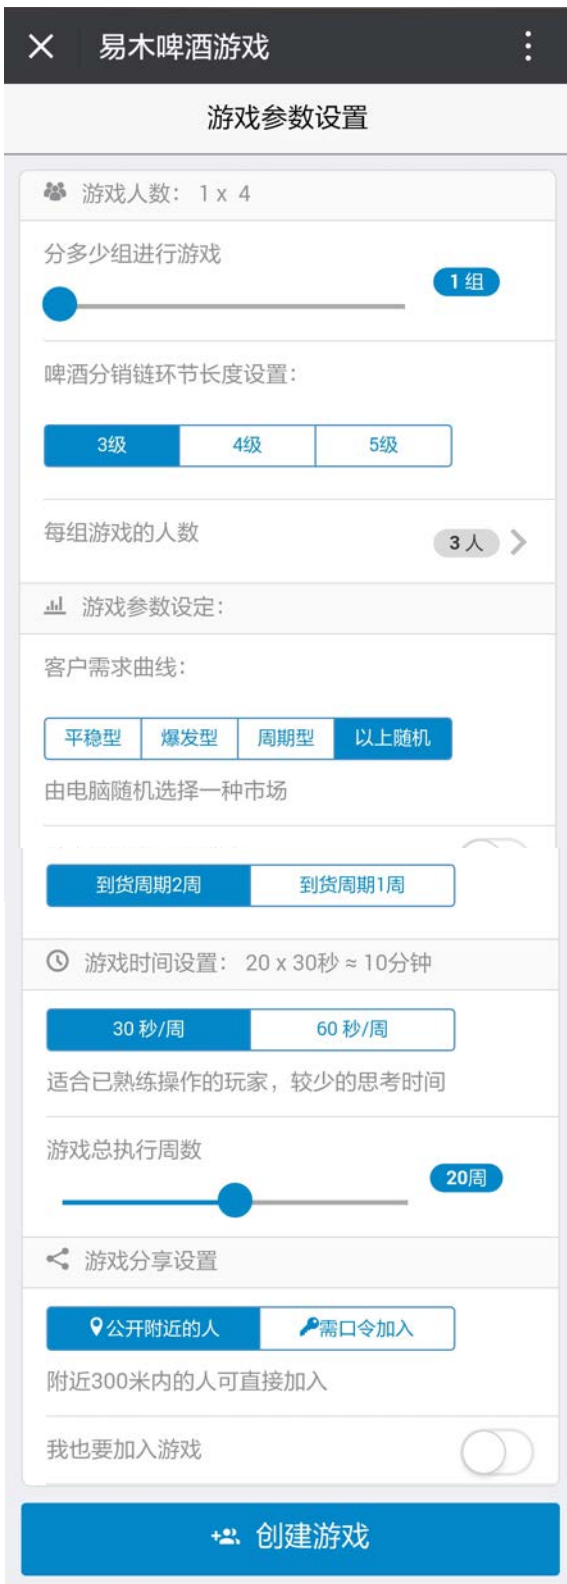 易木啤酒游戏
游戏参数设置
游戏人数：1 x 4
分多少组进行游戏
1 组
啤酒分销链环节长度设置：
3级 4级 5级
每组游戏的人数
3 人
游戏参数设定：
客户需求曲线：
平稳型 爆发型 周期型 以上随机
由电脑随机选择一种市场
到货周期2周 到货周期1周
游戏时间设置： 20 x 30秒 ≈ 10分钟
30 秒/周 60 秒/周
适合已熟练操作的玩家，较少的思考时间
游戏总执行周数
20周
游戏分享设置
公开附近的人 需口令加入
附近300米内的人可直接加入
我也要加入游戏
创建游戏